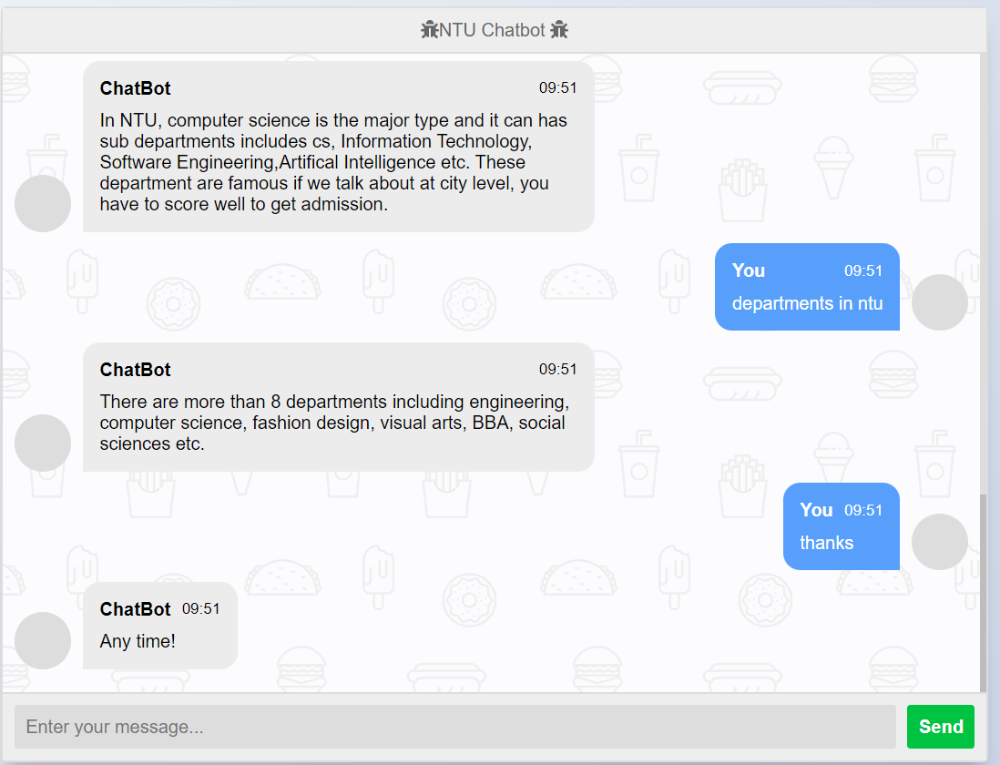 NTU Chatbot
ChatBot 09:51
In NTU, computer science is the major type and it can has
sub departments includes cs, Information Technology,
Software Engineering,Artifical Intelligence etc. These
department are famous if we talk about at city level, you
have to score well to get admission.
You 09:51
departments in ntu
ChatBot 09:51
There are more than 8 departments including engineering,
computer science, fashion design, visual arts, BBA, social
sciences etc.
You 09:51
thanks
ChatBot 09:51
Any time!
Enter your message...
Send